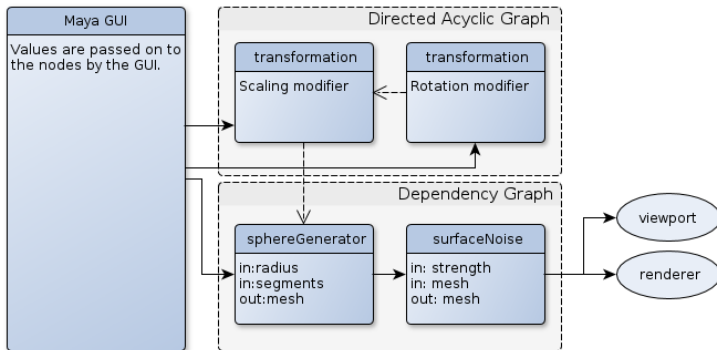 Maya GUI
Values are passed on to
the nodes by the GUI.
Directed Acyclic Graph
transformation
Scaling modifier
transformation
Rotation modifier
Dependency Graph
sphereGenerator
in:radius
in:segments
out:mesh
surfaceNoise
in: strength
in: mesh
out: mesh
viewport
renderer